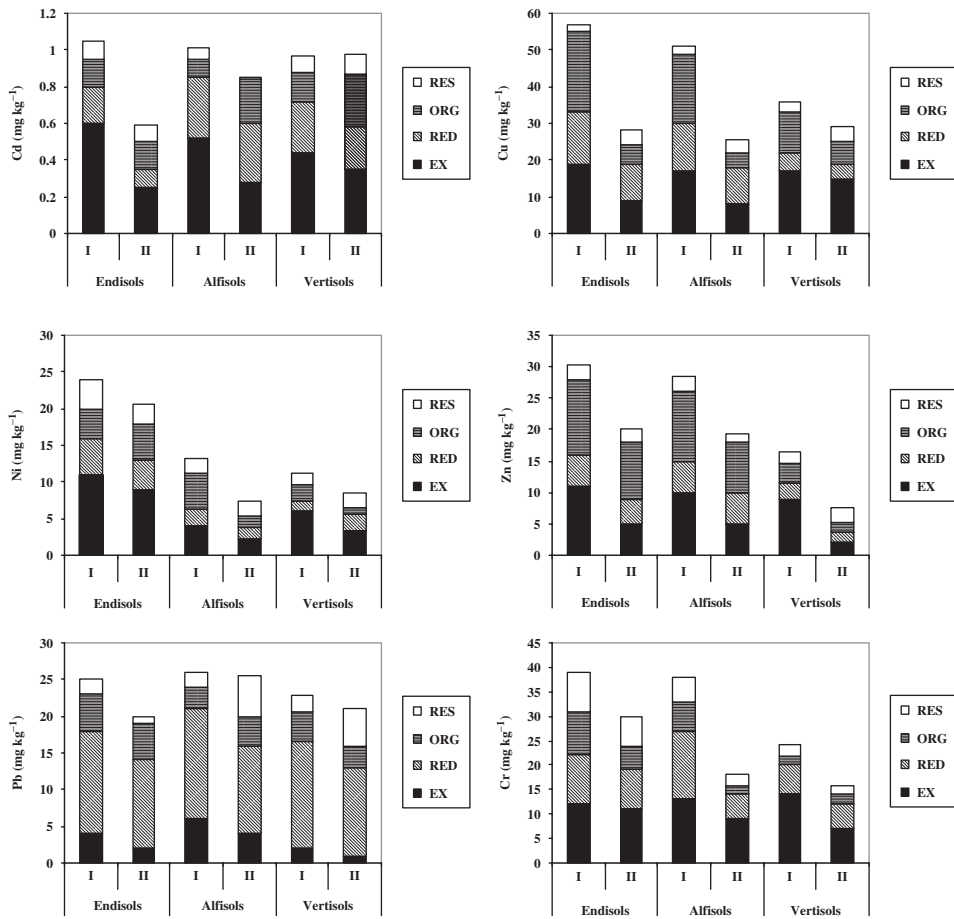 1.2
1
0.8
0.6
0.4
0.2
0
Cd (mg kg⁻¹)
I II I II I II
Endisols Alfisols Vertisols
RES
ORG
RED
EX
60
50
40
30
20
10
0
Cu (mg kg⁻¹)
I II I II I II
Endisols Alfisols Vertisols
RES
ORG
RED
EX
30
25
20
15
10
5
0
Ni (mg kg⁻¹)
I II I II I II
Endisols Alfisols Vertisols
RES
ORG
RED
EX
35
30
25
20
15
10
5
0
Zn (mg kg⁻¹)
I II I II I II
Endisols Alfisols Vertisols
RES
ORG
RED
EX
30
25
20
15
10
5
0
Pb (mg kg⁻¹)
I II I II I II
Endisols Alfisols Vertisols
RES
ORG
RED
EX
45
40
35
30
25
20
15
10
5
0
Cr (mg kg⁻¹)
I II I II I II
Endisols Alfisols Vertisols
RES
ORG
RED
EX